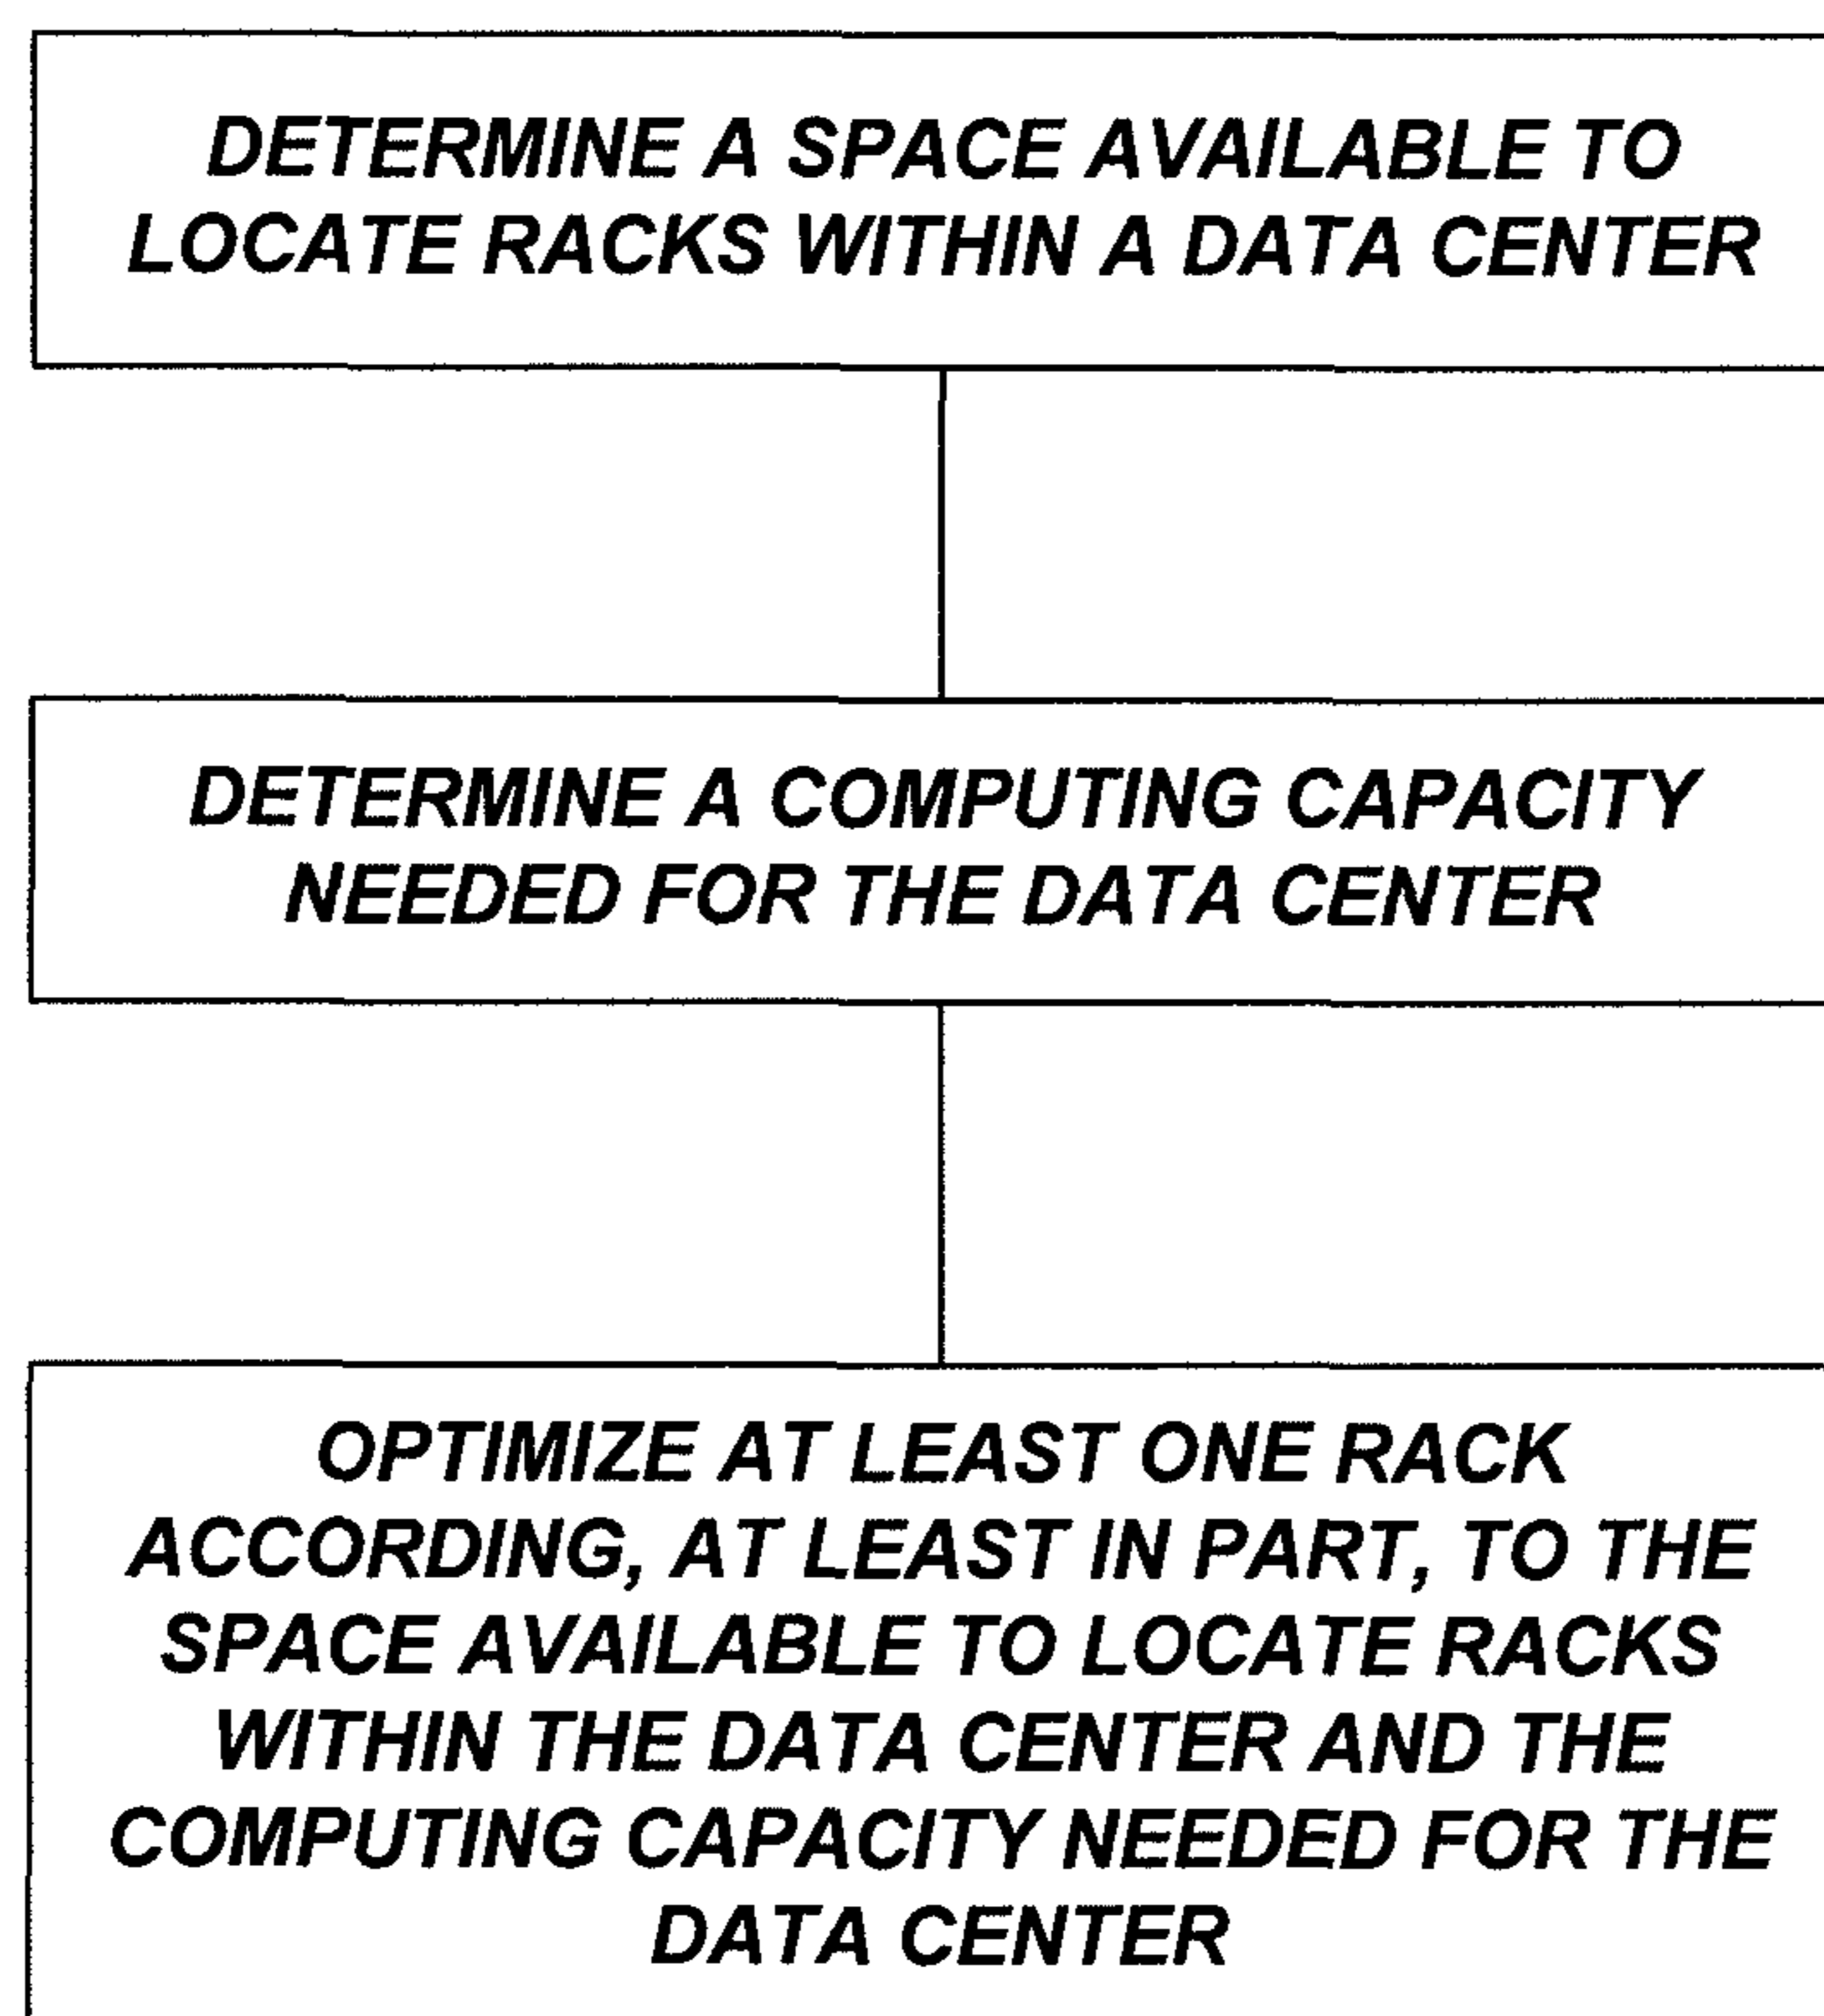 DETERMINE A SPACE AVAILABLE TO
LOCATE RACKS WITHIN A DATA CENTER
DETERMINE A COMPUTING CAPACITY
NEEDED FOR THE DATA CENTER
OPTIMIZE AT LEAST ONE RACK
ACCORDING, AT LEAST IN PART, TO THE
SPACE AVAILABLE TO LOCATE RACKS
WITHIN THE DATA CENTER AND THE
COMPUTING CAPACITY NEEDED FOR THE
DATA CENTER